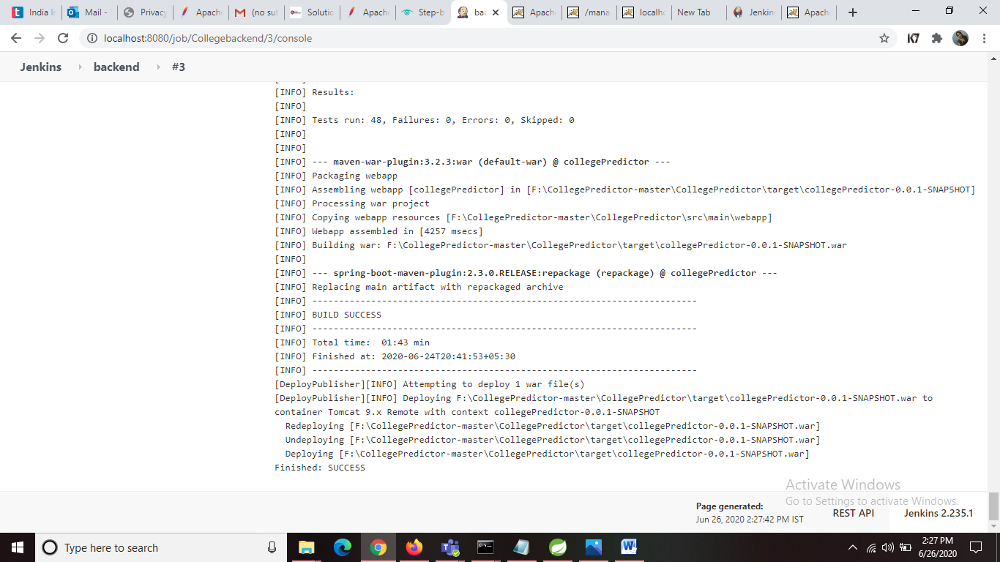 India In
Mail -
Privacy
Apache
(no sub
Solutio
Apache
Step-b
bac
Apache
/mana
localho
New Tab
Jenkin
Apache
localhost:8080/job/Collegebackend/3/console
Jenkins
backend
#3
[INFO] Results:
[INFO]
[INFO] Tests run: 48, Failures: 0, Errors: 0, Skipped: 0
[INFO]
[INFO]
[INFO] --- maven-war-plugin:3.2.3:war (default-war) @ collegePredictor ---
[INFO] Packaging webapp
[INFO] Assembling webapp [collegePredictor] in [F:\CollegePredictor-master\CollegePredictor\target\collegePredictor-0.0.1-SNAPSHOT]
[INFO] Processing war project
[INFO] Copying webapp resources [F:\CollegePredictor-master\CollegePredictor\src\main\webapp]
[INFO] Webapp assembled in [4257 msecs]
[INFO] Building war: F:\CollegePredictor-master\CollegePredictor\target\collegePredictor-0.0.1-SNAPSHOT.war
[INFO]
[INFO] --- spring-boot-maven-plugin:2.3.0.RELEASE:repackage (repackage) @ collegePredictor ---
[INFO] Replacing main artifact with repackaged archive
[INFO] ------------------------------------------------------------------------
[INFO] BUILD SUCCESS
[INFO] ------------------------------------------------------------------------
[INFO] Total time:  01:43 min
[INFO] Finished at: 2020-06-24T20:41:53+05:30
[INFO] ------------------------------------------------------------------------
[DeployPublisher][INFO] Attempting to deploy 1 war file(s)
[DeployPublisher][INFO] Deploying F:\CollegePredictor-master\CollegePredictor\target\collegePredictor-0.0.1-SNAPSHOT.war to
container Tomcat 9.x Remote with context collegePredictor-0.0.1-SNAPSHOT
Redeploying [F:\CollegePredictor-master\CollegePredictor\target\collegePredictor-0.0.1-SNAPSHOT.war]
Undeploying [F:\CollegePredictor-master\CollegePredictor\target\collegePredictor-0.0.1-SNAPSHOT.war]
Deploying [F:\CollegePredictor-master\CollegePredictor\target\collegePredictor-0.0.1-SNAPSHOT.war]
Finished: SUCCESS
Activate Windows
Go to Settings to activate Windows.
Page generated:
Jun 26, 2020 2:27:42 PM IST
REST API
Jenkins 2.235.1
Type here to search
2:27 PM
6/26/2020